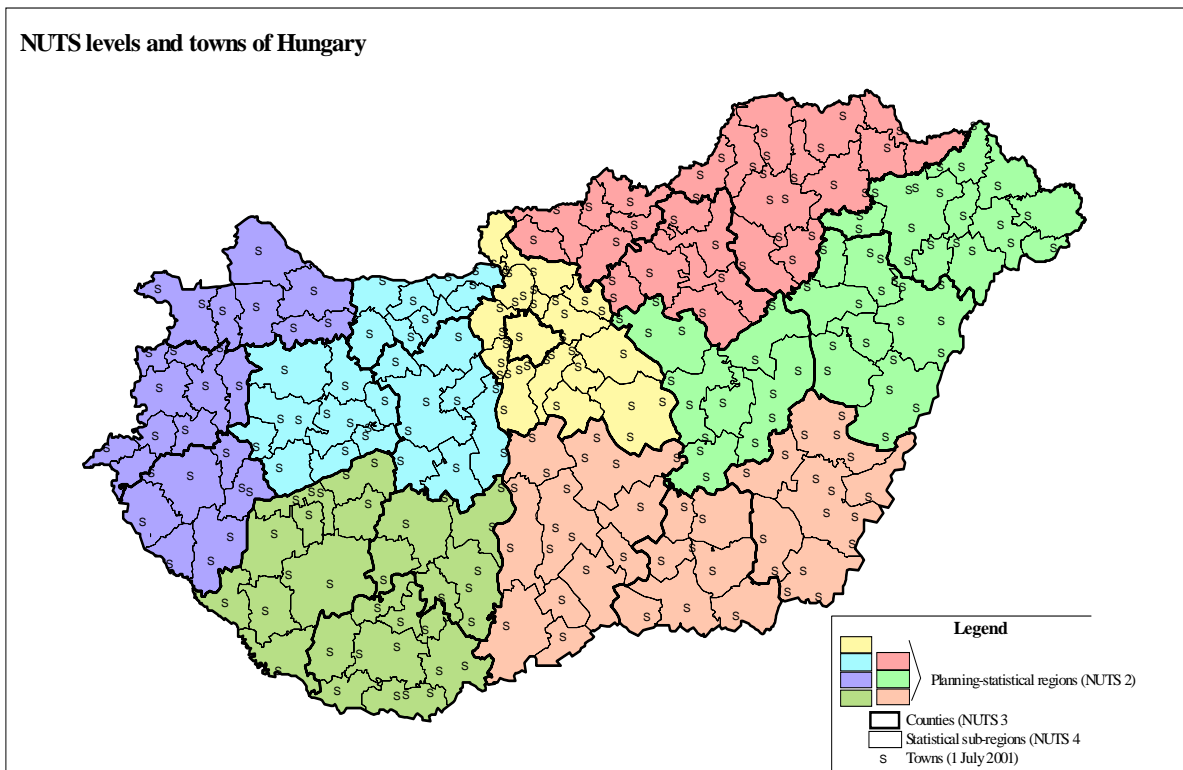 NUTS levels and towns of Hungary
Legend
Planning-statistical regions (NUTS 2)
Counties (NUTS 3
Statistical sub-regions (NUTS 4
S Towns (1 July 2001)